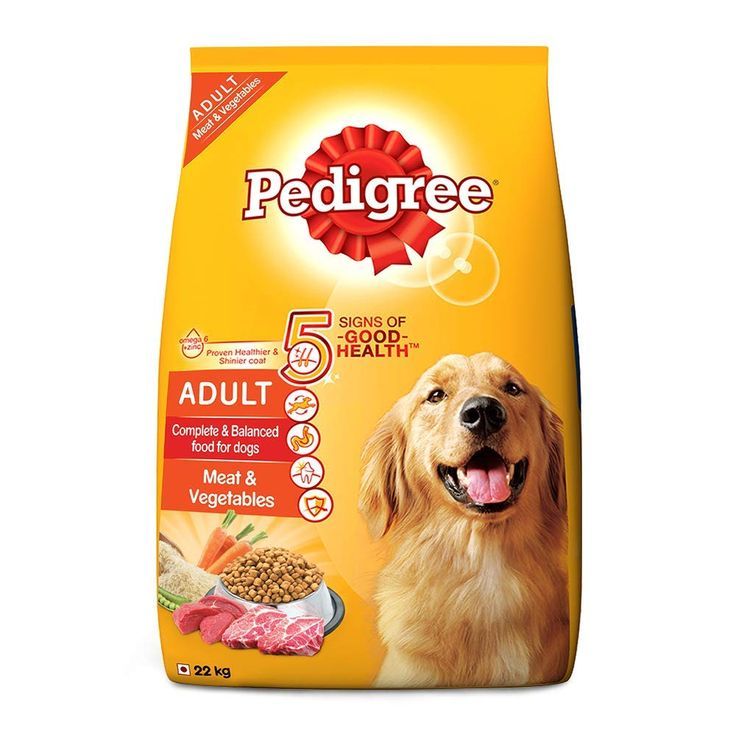 ADULT
Meat & Vegetables
Pedigree®
5 SIGNS OF
-GOOD-
HEALTH™
omega 6
+zinc
Proven Healthier &
Shinier coat
ADULT
Complete & Balanced
food for dogs
Meat &
Vegetables
22 kg